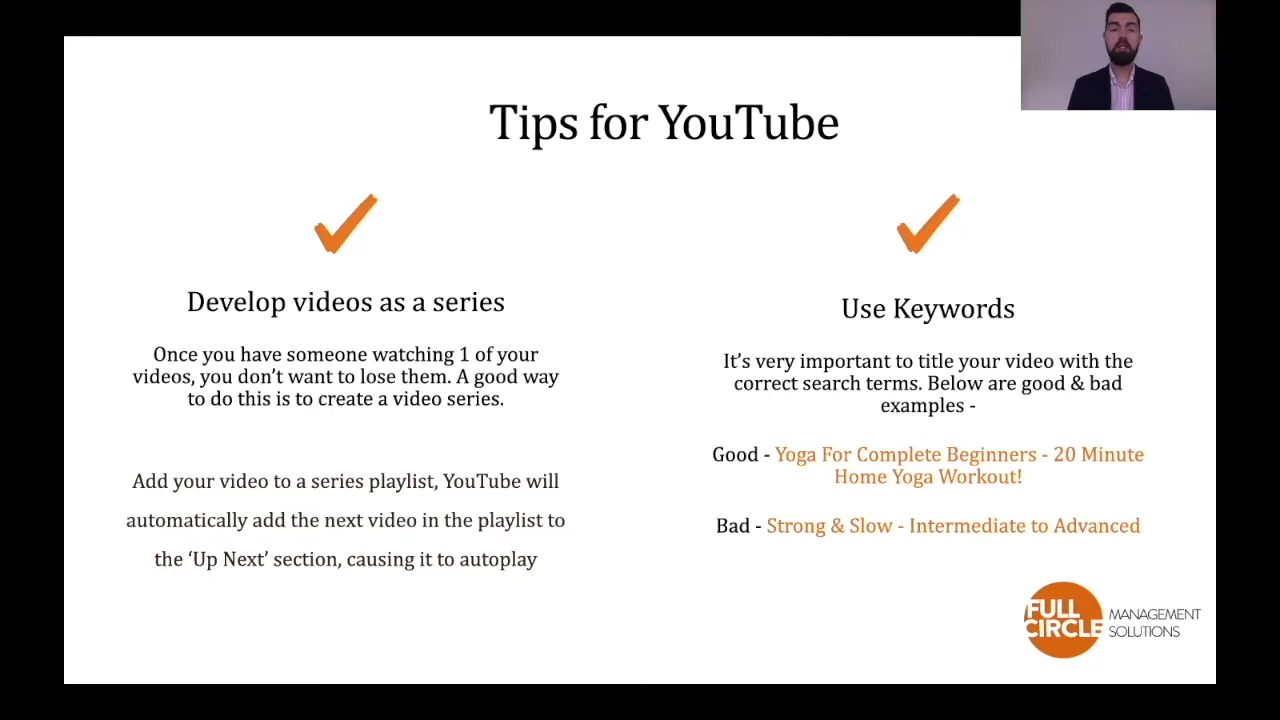 Tips for YouTube
Develop videos as a series
Once you have someone watching 1 of your
videos, you don't want to lose them. A good way
to do this is to create a video series.
Add your video to a series playlist, YouTube will
automatically add the next video in the playlist to
the ‘Up Next’ section, causing it to autoplay
Use Keywords
It’s very important to title your video with the
correct search terms. Below are good & bad
examples -
Good - Yoga For Complete Beginners - 20 Minute
Home Yoga Workout!
Bad - Strong & Slow - Intermediate to Advanced
FULL
CIRCLE
MANAGEMENT
SOLUTIONS